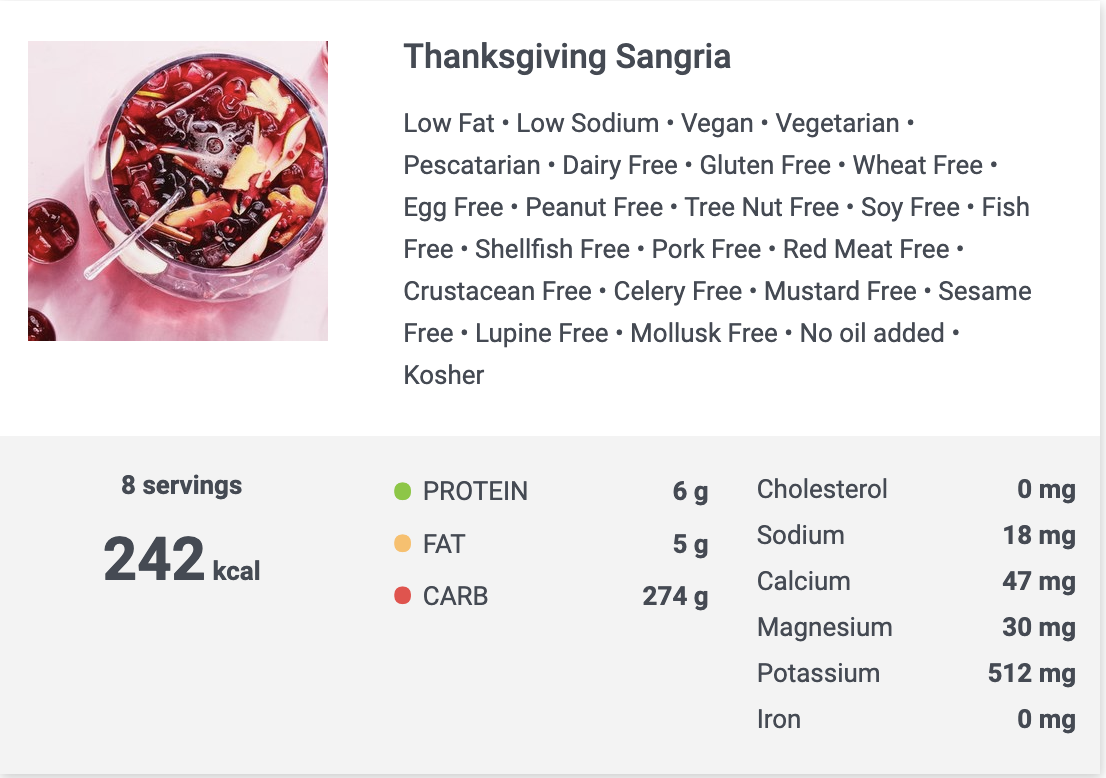 Thanksgiving Sangria
Low Fat • Low Sodium • Vegan • Vegetarian •
Pescatarian • Dairy Free • Gluten Free • Wheat Free •
Egg Free • Peanut Free • Tree Nut Free • Soy Free • Fish
Free • Shellfish Free • Pork Free • Red Meat Free •
Crustacean Free • Celery Free • Mustard Free • Sesame
Free • Lupine Free • Mollusk Free • No oil added •
Kosher
8 servings
242 kcal
PROTEIN 6 g
FAT 5 g
CARB 274 g
Cholesterol 0 mg
Sodium 18 mg
Calcium 47 mg
Magnesium 30 mg
Potassium 512 mg
Iron 0 mg